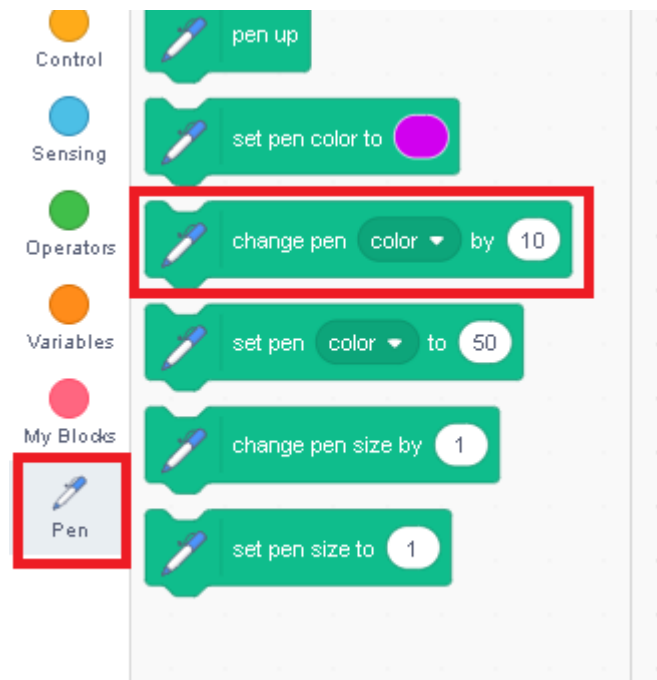 Control
Sensing
Operators
Variables
My Blocks
Pen
pen up
set pen color to
change pen color by 10
set pen color to 50
change pen size by 1
set pen size to 1